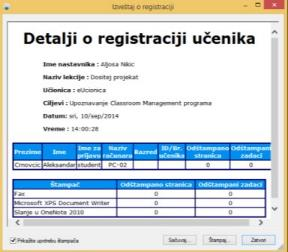 Izveštaj o registraciji
Detalji o registraciji učenika
Ime nastavnika : Aljosa Nikic
Naziv lekcije : Dositej projekat
Učionica : eUcionica
Ciljevi : Upoznavanje Classroom Management programa
Datum: sri, 10/sep/2014
Vreme : 14:00:28
Prezime Ime Ime za prijavu Naziv računara Razred ID/Br. učenika Odštampano stranica Odštampani zadaci
Crnovcic Aleksandar student PC-02 0 0
Štampač Odštampano stranica Odštampani zadaci
Fax 0 0
Microsoft XPS Document Writer 0 0
Slanje u OneNote 2010 0 0
Prikažite upotrebu štampača Sačuvaj... Štampaj... Zatvori